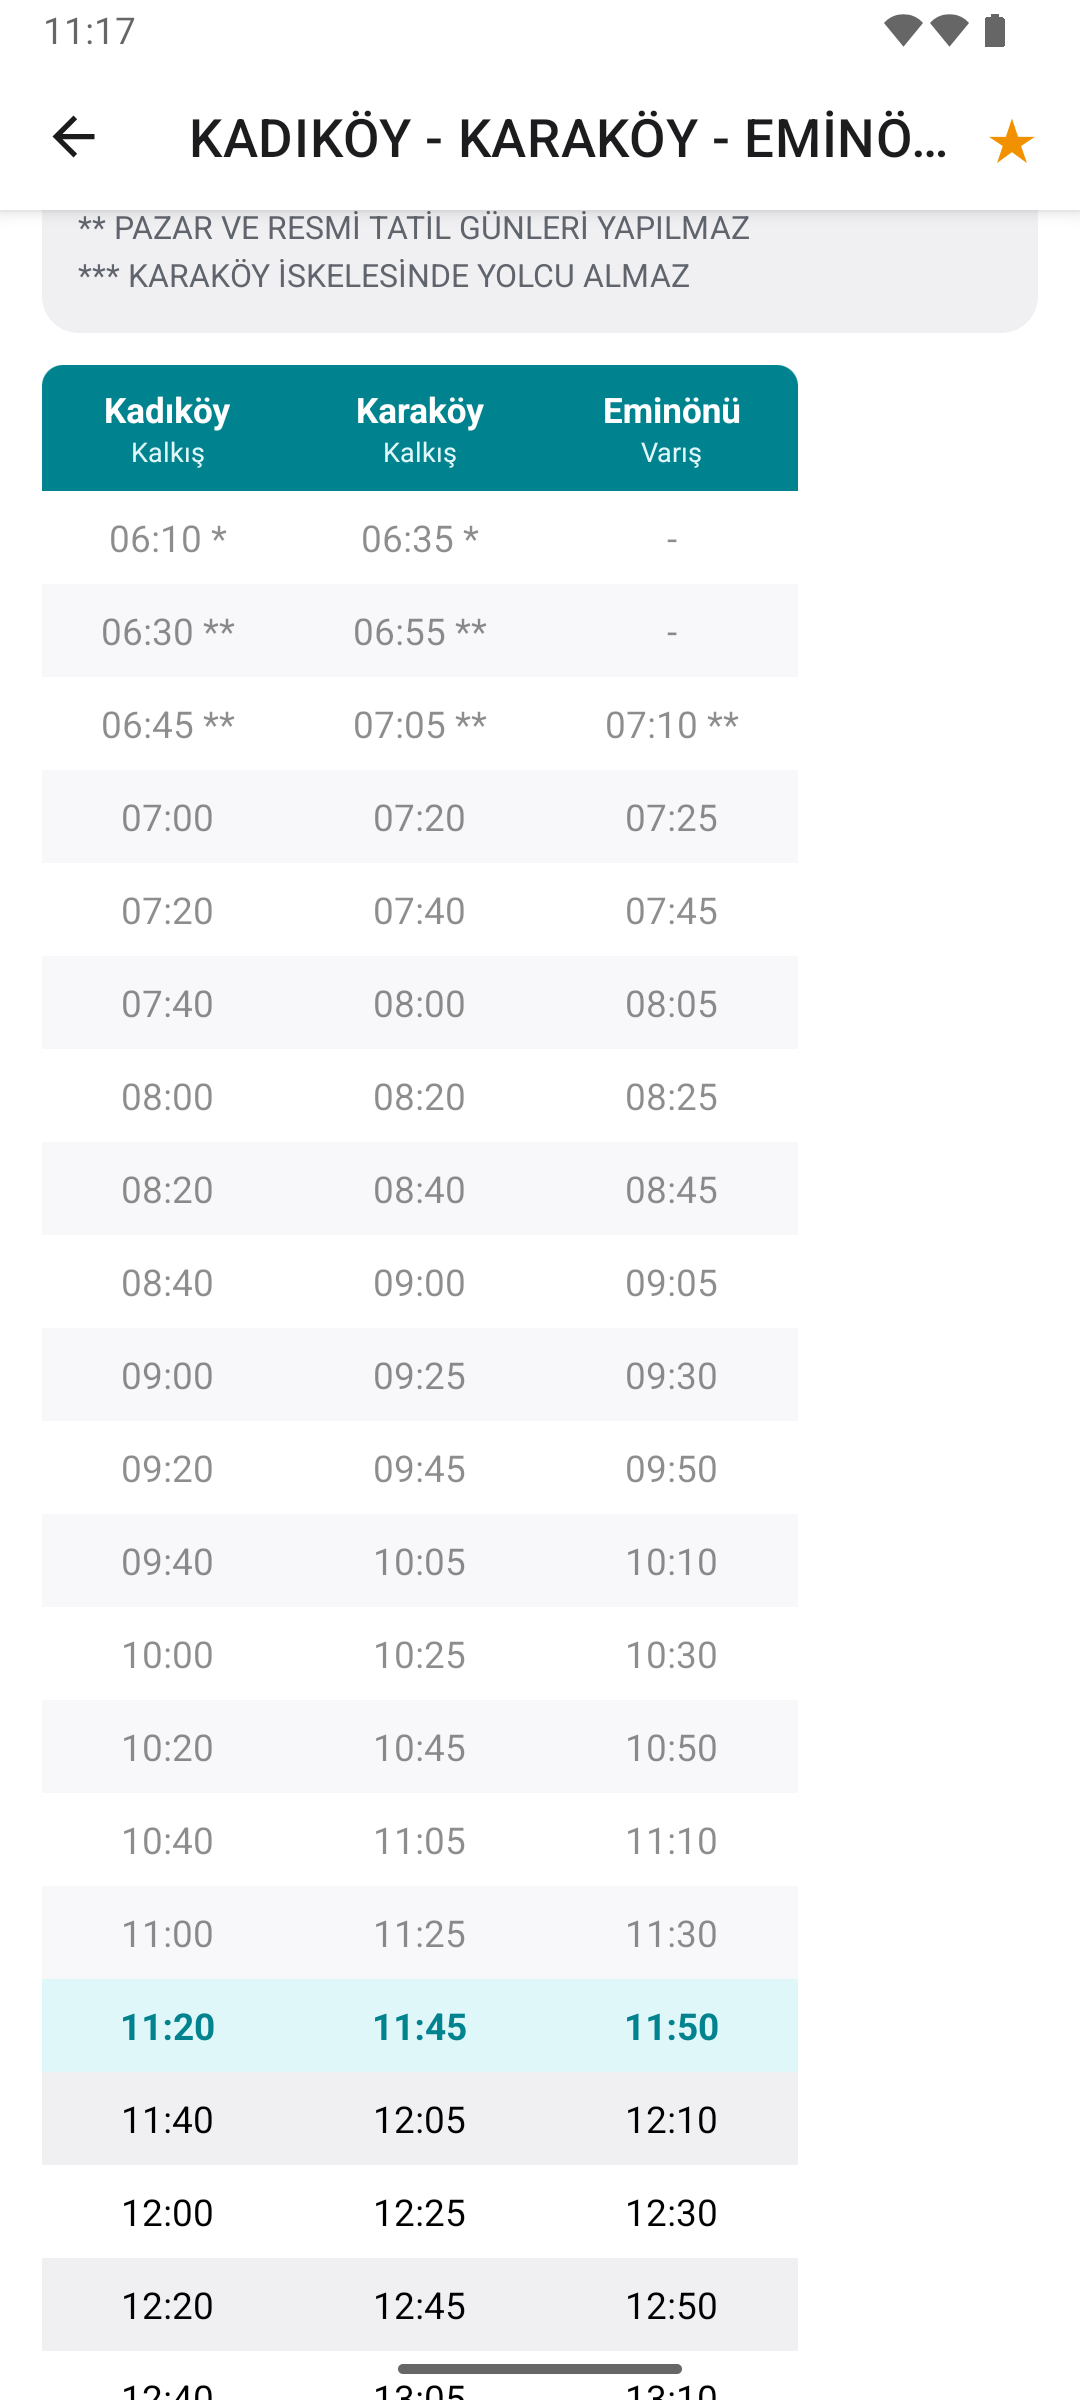 11:17
KADIKÖY - KARAKÖY - EMİNÖ...
** PAZAR VE RESMİ TATİL GÜNLERİ YAPILMAZ
*** KARAKÖY İSKELESİNDE YOLCU ALMAZ
Kadıköy Karaköy Eminönü
Kalkış Kalkış Varış
06:10 * 06:35 * -
06:30 ** 06:55 ** -
06:45 ** 07:05 ** 07:10 **
07:00 07:20 07:25
07:20 07:40 07:45
07:40 08:00 08:05
08:00 08:20 08:25
08:20 08:40 08:45
08:40 09:00 09:05
09:00 09:25 09:30
09:20 09:45 09:50
09:40 10:05 10:10
10:00 10:25 10:30
10:20 10:45 10:50
10:40 11:05 11:10
11:00 11:25 11:30
11:20 11:45 11:50
11:40 12:05 12:10
12:00 12:25 12:30
12:20 12:45 12:50
12:40 13:05 13:10